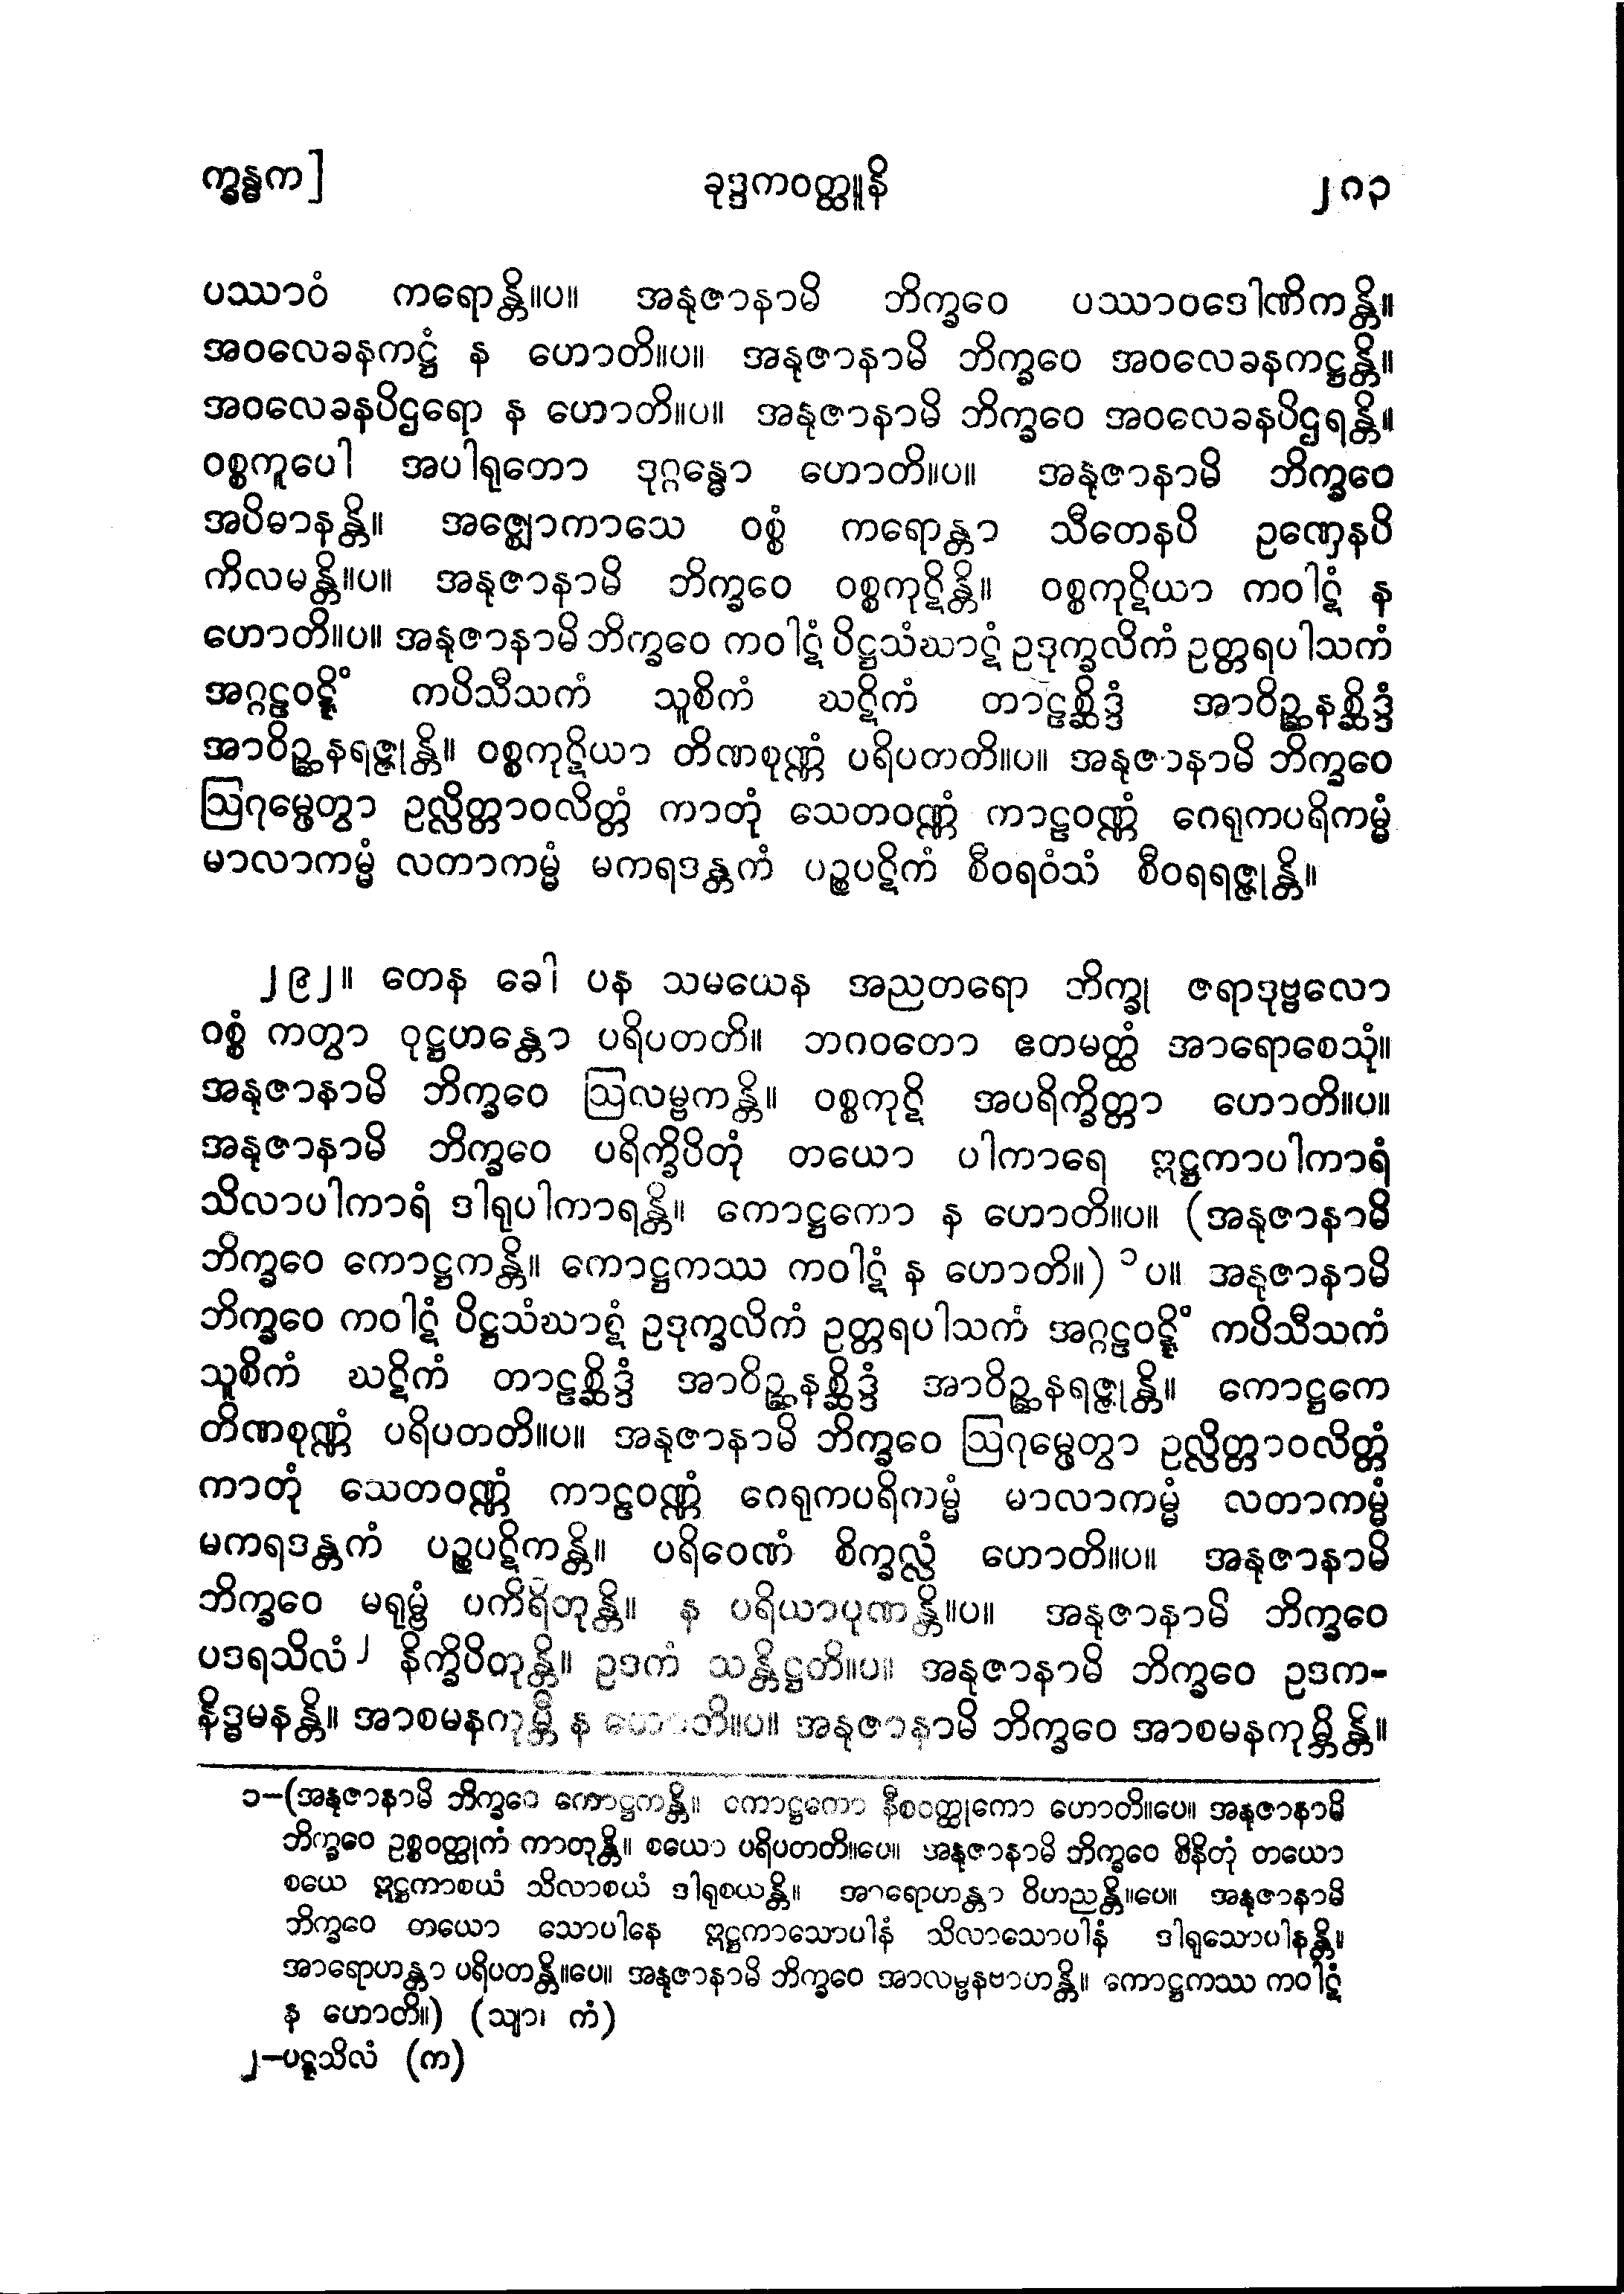 က္ခန္ဓက]
ခုဒ္ဒကဝတ္ထူနိ
၂၈၃
ပဿာဝံ ကရောန္တိ။ပ။ အနုဇာနာမိ ဘိက္ခဝေ ပဿာဝဒေါဏိကန္တိ။
အဝလေခနကဋ္ဌံ န ဟောတိ။ပ။ အနုဇာနာမိ ဘိက္ခဝေ အဝလေခနကဋ္ဌန္တိ။
အဝလေခနပိဌရော န ဟောတိ။ပ။ အနုဇာနာမိ ဘိက္ခဝေ အဝလေခနပိဌရန္တိ။
ဝစ္စကူပေါ အပါရုတော ဒုဂ္ဂန္ဓော ဟောတိ။ပ။ အနုဇာနာမိ ဘိက္ခဝေ
အပိဓာနန္တိ။ အဇ္ဈောကာသေ ဝစ္စံ ကရောန္တာ သီတေနပိ ဥဏှေနပိ
ကိလမန္တိ။ပ။ အနုဇာနာမိ ဘိက္ခဝေ ဝစ္စကုဋိန္တိ။ ဝစ္စကုဋိယာ ကဝါဋံ န
ဟောတိ။ပ။ အနုဇာနာမိ ဘိက္ခဝေ ကဝါဋံ ပိဋ္ဌသံဃာဋံ ဥဒုက္ခလိကံ ဥတ္တရပါသကံ
အဂ္ဂဠဝဋ္ဋိံ ကပိသီသကံ သူစိကံ ဃဋိကံ တာဠစ္ဆိဒ္ဒံ အာဝိဉ္ဆနစ္ဆိဒ္ဒံ
အာဝိဉ္ဆနရဇ္ဇုန္တိ။ ဝစ္စကုဋိယာ တိဏစုဏ္ဏံ ပရိပတတိ။ပ။ အနုဇာနာမိ ဘိက္ခဝေ
ဩဂုမ္ဖေတွာ ဥလ္လိတ္တာဝလိတ္တံ ကာတုံ သေတဝဏ္ဏံ ကာဠဝဏ္ဏံ ဂေရုကပရိကမ္မံ
မာလာကမ္မံ လတာကမ္မံ မကရဒန္တကံ ပဉ္စပဋိကံ စီဝရဝံသံ စီဝရရဇ္ဇုန္တိ။
၂၉၂။ တေန ခေါ ပန သမယေန အညတရော ဘိက္ခု ဇရာဒုဗ္ဗလော
ဝစ္စံ ကတွာ ဝုဋ္ဌဟန္တော ပရိပတတိ။ ဘဂဝတော ဧတမတ္ထံ အာရောစေသုံ။
အနုဇာနာမိ ဘိက္ခဝေ ဩလမ္ဗကန္တိ။ ဝစ္စကုဋိ အပရိက္ခိတ္တာ ဟောတိ။ပ။
အနုဇာနာမိ ဘိက္ခဝေ ပရိက္ခိပိတုံ တယော ပါကာရေ ဣဋ္ဌကာပါကာရံ
သိလာပါကာရံ ဒါရုပါကာရန္တိ။ ကောဋ္ဌကော န ဟောတိ။ပ။ (အနုဇာနာမိ
ဘိက္ခဝေ ကောဋ္ဌကန္တိ။ ကောဋ္ဌကဿ ကဝါဋံ န ဟောတိ။) ၁ပ။ အနုဇာနာမိ
ဘိက္ခဝေ ကဝါဋံ ပိဋ္ဌသံဃာဋံ ဥဒုက္ခလိကံ ဥတ္တရပါသကံ အဂ္ဂဠဝဋ္ဋိံ ကပိသီသကံ
သူစိကံ ဃဋိကံ တာဠစ္ဆိဒ္ဒံ အာဝိဉ္ဆနစ္ဆိဒ္ဒံ အာဝိဉ္ဆနရဇ္ဇုန္တိ။ ကောဋ္ဌကေ
တိဏစုဏ္ဏံ ပရိပတတိ။ပ။ အနုဇာနာမိ ဘိက္ခဝေ ဩဂုမ္ဖေတွာ ဥလ္လိတ္တာဝလိတ္တံ
ကာတုံ သေတဝဏ္ဏံ ကာဠဝဏ္ဏံ ဂေရုကပရိကမ္မံ မာလာကမ္မံ လတာကမ္မံ
မကရဒန္တကံ ပဉ္စပဋိကန္တိ။ ပရိဝေဏံ စိက္ခလ္လံ ဟောတိ။ပ။ အနုဇာနာမိ
ဘိက္ခဝေ မရုမ္ဗံ ပကိရိတုန္တိ။ န ပရိယာပုဏန္တိ။ပ။ အနုဇာနာမိ ဘိက္ခဝေ
ပဒရသိလံ၂ နိက္ခိပိတုန္တိ။ ဥဒကံ သန္တိဋ္ဌတိ။ပ။ အနုဇာနာမိ ဘိက္ခဝေ ဥဒက-
နိဒ္ဓမနန္တိ။ အာစမနကုမ္ဘီ န ဟောတိ။ပ။ အနုဇာနာမိ ဘိက္ခဝေ အာစမနကုမ္ဘိန္တိ။
၁-(အနုဇာနာမိ ဘိက္ခဝေ ကောဋ္ဌကန္တိ။ ကောဋ္ဌကော နီစဝတ္ထုကော ဟောတိ။ပေ။ အနုဇာနာမိ
ဘိက္ခဝေ ဥစ္စဝတ္ထုကံ ကာတုန္တိ။ စယော ပရိပတတိ။ပေ။ အနုဇာနာမိ ဘိက္ခဝေ စိနိတုံ တယော
စယေ ဣဋ္ဌကာစယံ သိလာစယံ ဒါရုစယန္တိ။ အာရောဟန္တာ ဝိဟညန္တိ။ပေ။ အနုဇာနာမိ
ဘိက္ခဝေ တယော သောပါနေ ဣဋ္ဌကာသောပါနံ သိလာသောပါနံ ဒါရုသောပါနန္တိ။
အာရောဟန္တာ ပရိပတန္တိ။ပေ။ အနုဇာနာမိ ဘိက္ခဝေ အာလမ္ဗနဗာဟန္တိ။ ကောဋ္ဌကဿ ကဝါဋံ
န ဟောတိ။) (သျာ၊ ကံ)
၂-ပဋ္ဋသိလံ (က)